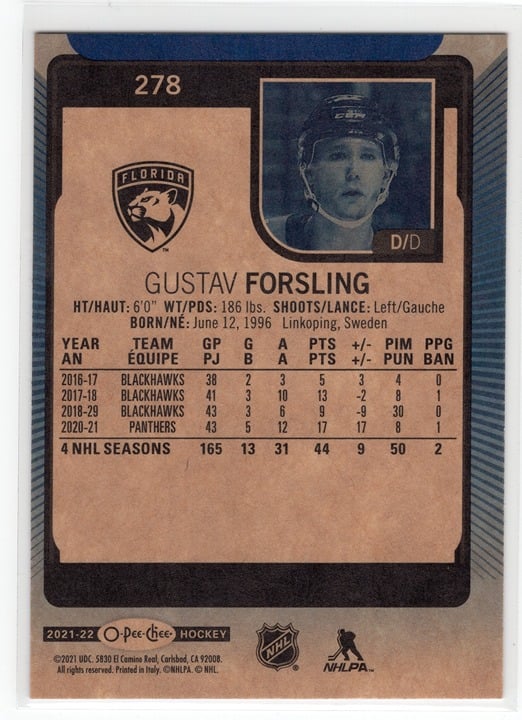 278
FLORIDA
CCM
D/D
GUSTAV FORSLING
HT/HAUT: 6'0" WT/PDS: 186 lbs. SHOOTS/LANCE: Left/Gauche
BORN/NÉ: June 12, 1996 Linkoping, Sweden
YEAR TEAM GP G A PTS +/- PIM PPG
AN ÉQUIPE PJ B A PTS +/- PUN BAN
2016-17 BLACKHAWKS 38 2 3 5 3 4 0
2017-18 BLACKHAWKS 41 3 10 13 -2 8 1
2018-29 BLACKHAWKS 43 3 6 9 -9 30 0
2020-21 PANTHERS 43 5 12 17 17 8 1
4 NHL SEASONS 165 13 31 44 9 50 2
2021-22 O-Pee-Chee HOCKEY
NHL
NHLPA™
©2021 UDC. 5830 El Camino Real, Carlsbad, CA 92008.
All rights reserved. Printed in Italy. ©NHLPA. © NHL.